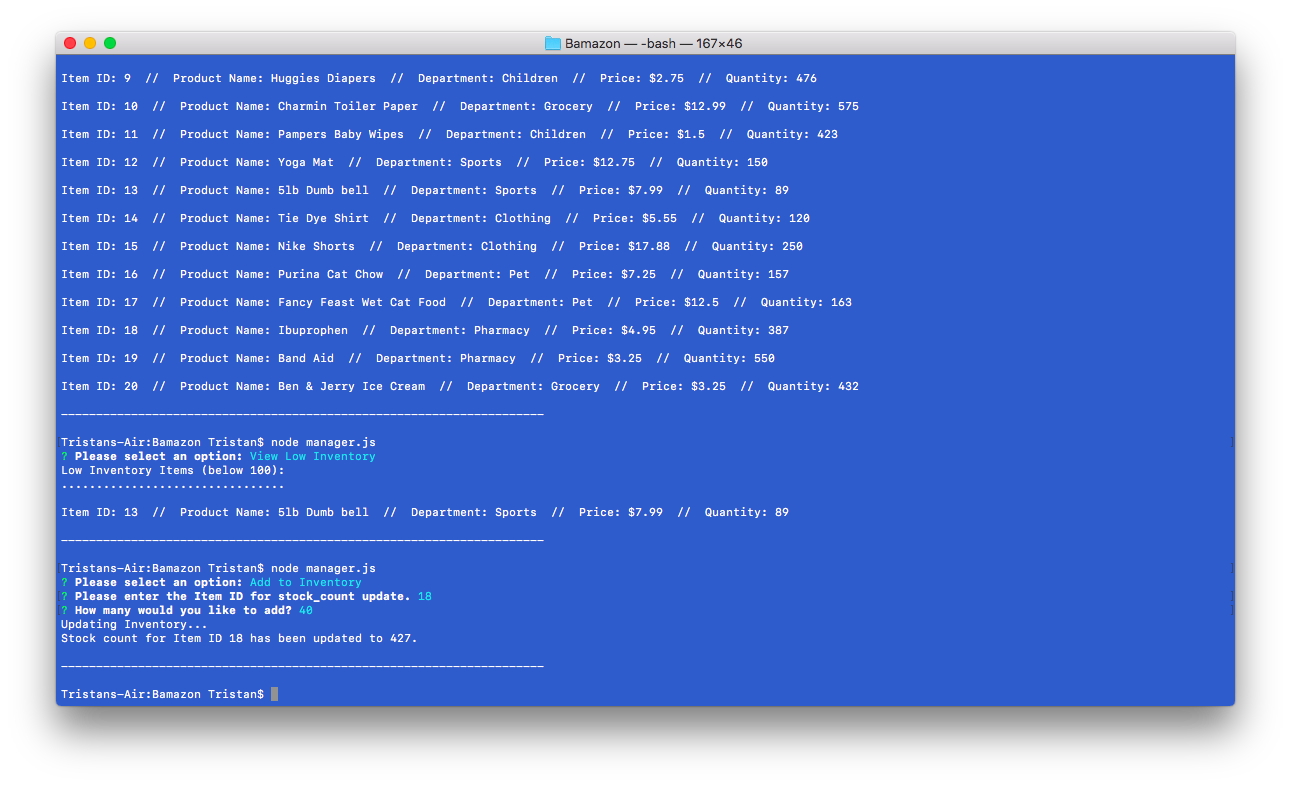 Bamazon — -bash — 167×46
Item ID: 9  //  Product Name: Huggies Diapers  //  Department: Children  //  Price: $2.75  //  Quantity: 476
Item ID: 10  //  Product Name: Charmin Toiler Paper  //  Department: Grocery  //  Price: $12.99  //  Quantity: 575
Item ID: 11  //  Product Name: Pampers Baby Wipes  //  Department: Children  //  Price: $1.5  //  Quantity: 423
Item ID: 12  //  Product Name: Yoga Mat  //  Department: Sports  //  Price: $12.75  //  Quantity: 150
Item ID: 13  //  Product Name: 5lb Dumb bell  //  Department: Sports  //  Price: $7.99  //  Quantity: 89
Item ID: 14  //  Product Name: Tie Dye Shirt  //  Department: Clothing  //  Price: $5.55  //  Quantity: 120
Item ID: 15  //  Product Name: Nike Shorts  //  Department: Clothing  //  Price: $17.88  //  Quantity: 250
Item ID: 16  //  Product Name: Purina Cat Chow  //  Department: Pet  //  Price: $7.25  //  Quantity: 157
Item ID: 17  //  Product Name: Fancy Feast Wet Cat Food  //  Department: Pet  //  Price: $12.5  //  Quantity: 163
Item ID: 18  //  Product Name: Ibuprophen  //  Department: Pharmacy  //  Price: $4.95  //  Quantity: 387
Item ID: 19  //  Product Name: Band Aid  //  Department: Pharmacy  //  Price: $3.25  //  Quantity: 550
Item ID: 20  //  Product Name: Ben & Jerry Ice Cream  //  Department: Grocery  //  Price: $3.25  //  Quantity: 432
---------------------------------------------------------------------
Tristans-Air:Bamazon Tristan$ node manager.js
? Please select an option: View Low Inventory
Low Inventory Items (below 100):
................................
Item ID: 13  //  Product Name: 5lb Dumb bell  //  Department: Sports  //  Price: $7.99  //  Quantity: 89
---------------------------------------------------------------------
Tristans-Air:Bamazon Tristan$ node manager.js
? Please select an option: Add to Inventory
? Please enter the Item ID for stock_count update. 18
? How many would you like to add? 40
Updating Inventory...
Stock count for Item ID 18 has been updated to 427.
---------------------------------------------------------------------
Tristans-Air:Bamazon Tristan$